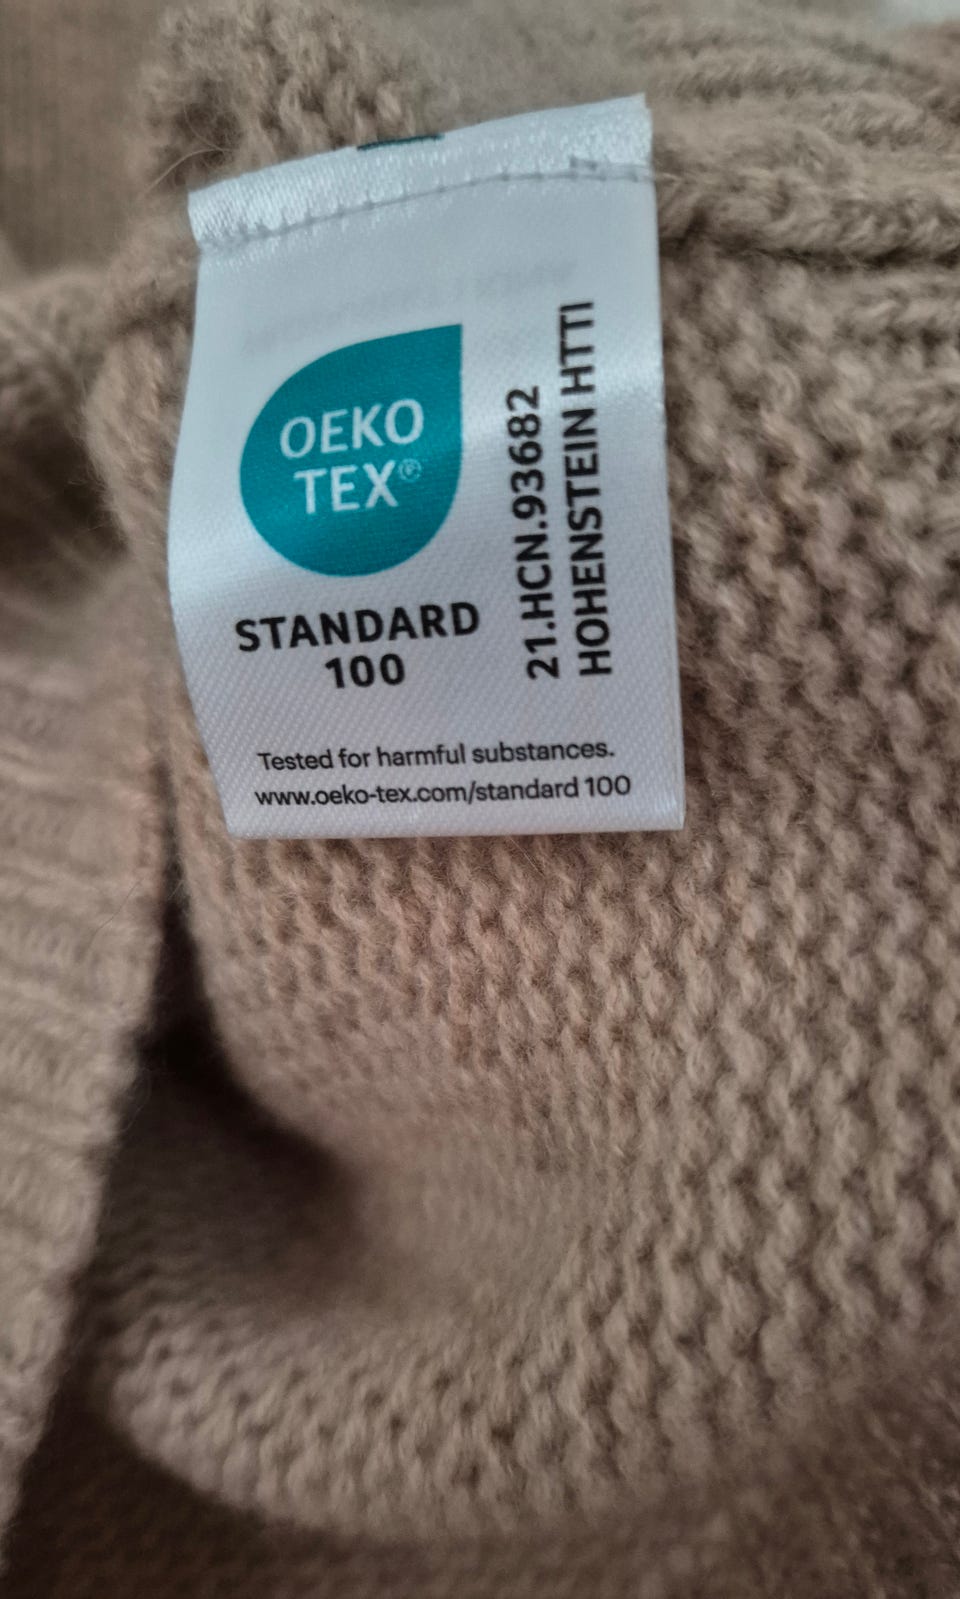 OEKO
TEX®
STANDARD
100
21.HCN.93682
HOHENSTEIN HTTI
Tested for harmful substances.
www.oeko-tex.com/standard 100